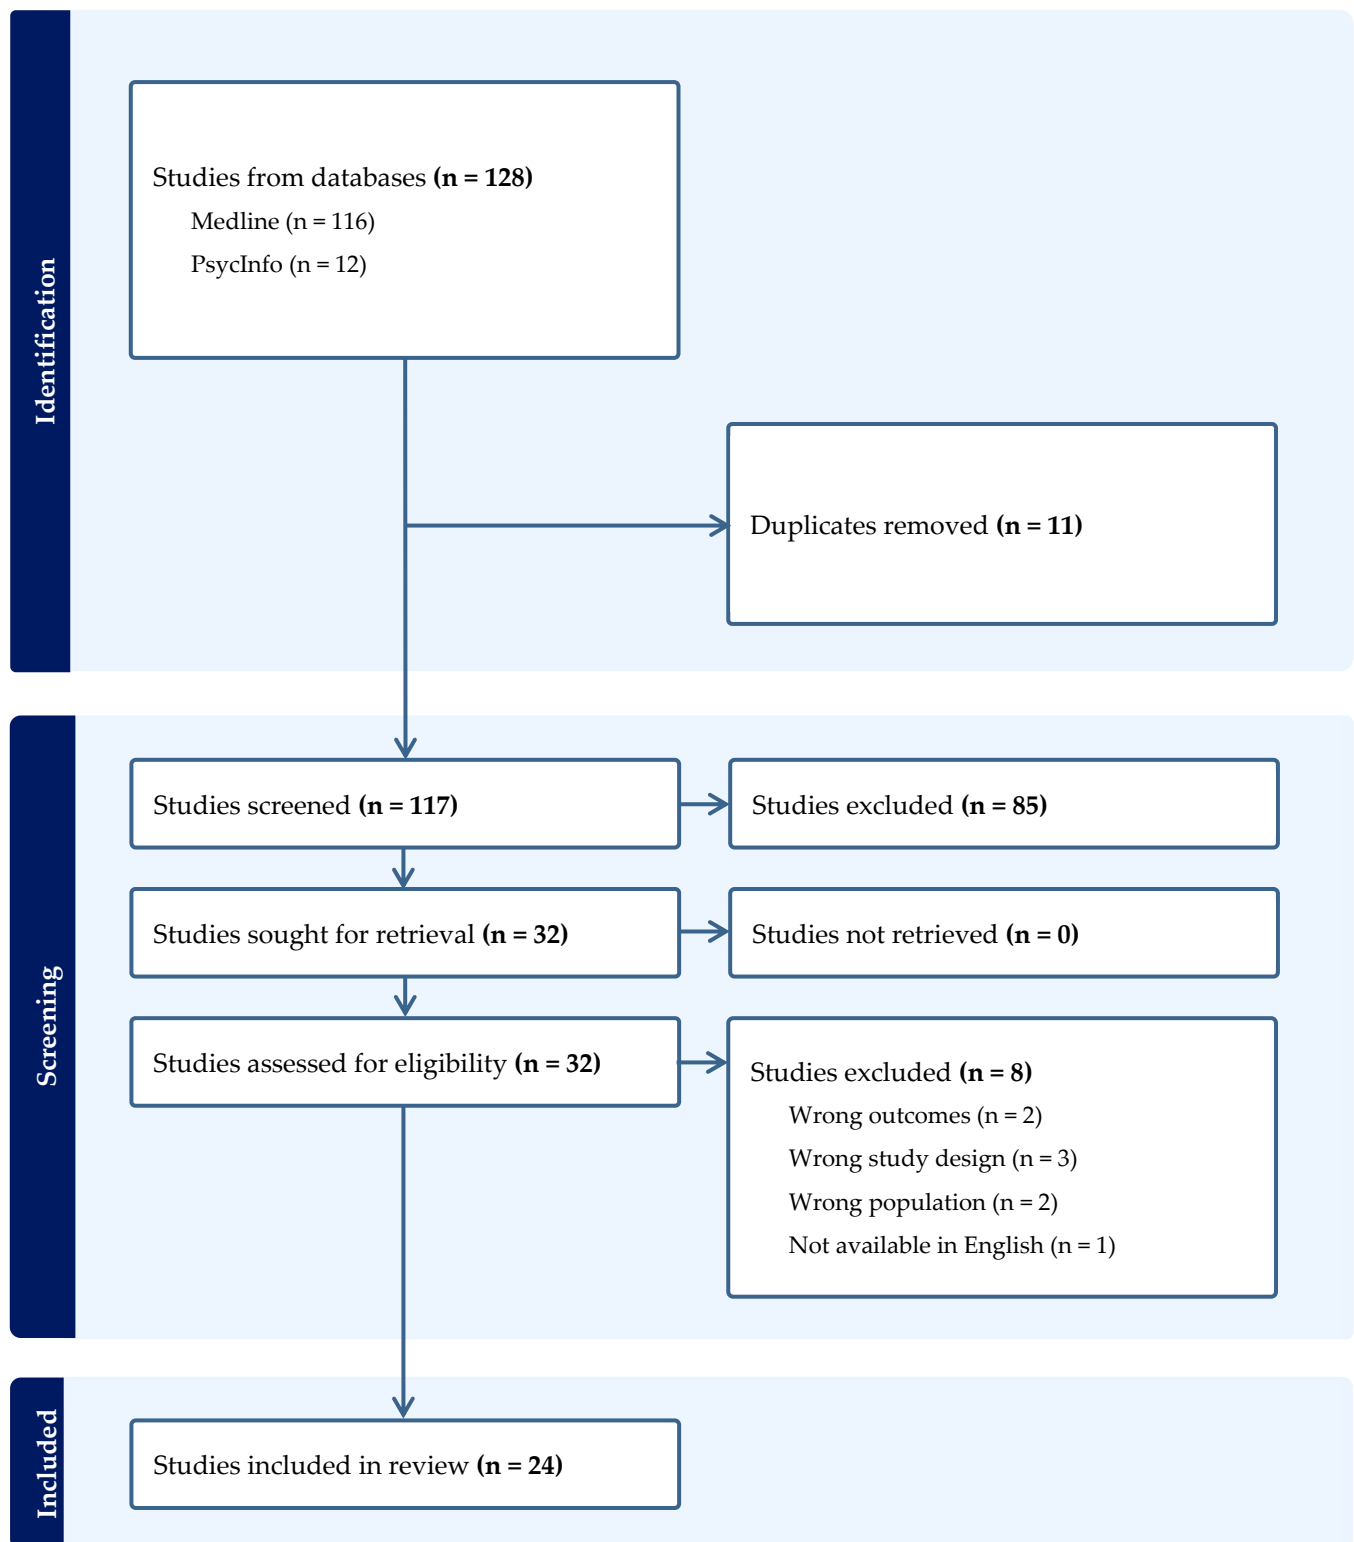 Identification
Studies from databases (n = 128)
Medline (n = 116)
PsycInfo (n = 12)
Duplicates removed (n = 11)
Screening
Studies screened (n = 117)
Studies excluded (n = 85)
Studies sought for retrieval (n = 32)
Studies not retrieved (n = 0)
Studies assessed for eligibility (n = 32)
Studies excluded (n = 8)
Wrong outcomes (n = 2)
Wrong study design (n = 3)
Wrong population (n = 2)
Not available in English (n = 1)
Included
Studies included in review (n = 24)